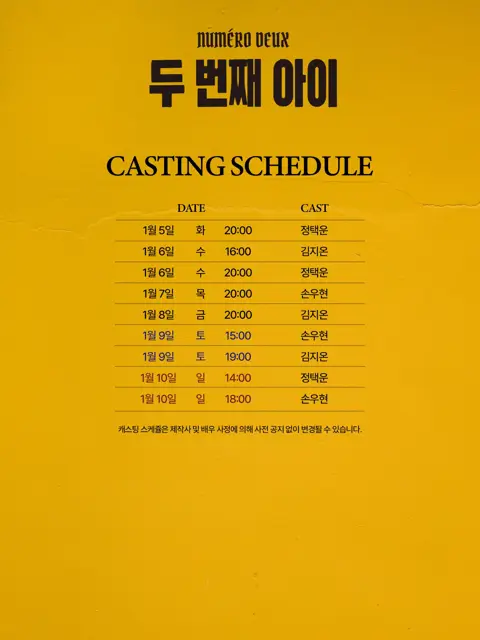 NUMÉRO DEUX
두 번째 아이
CASTING SCHEDULE
DATE CAST
1월 5일 화 20:00 정택운
1월 6일 수 16:00 김지온
1월 6일 수 20:00 정택운
1월 7일 목 20:00 손우현
1월 8일 금 20:00 김지온
1월 9일 토 15:00 손우현
1월 9일 토 19:00 김지온
1월 10일 일 14:00 정택운
1월 10일 일 18:00 손우현
캐스팅 스케줄은 제작사 및 배우 사정에 의해 사전 공지 없이 변경될 수 있습니다.